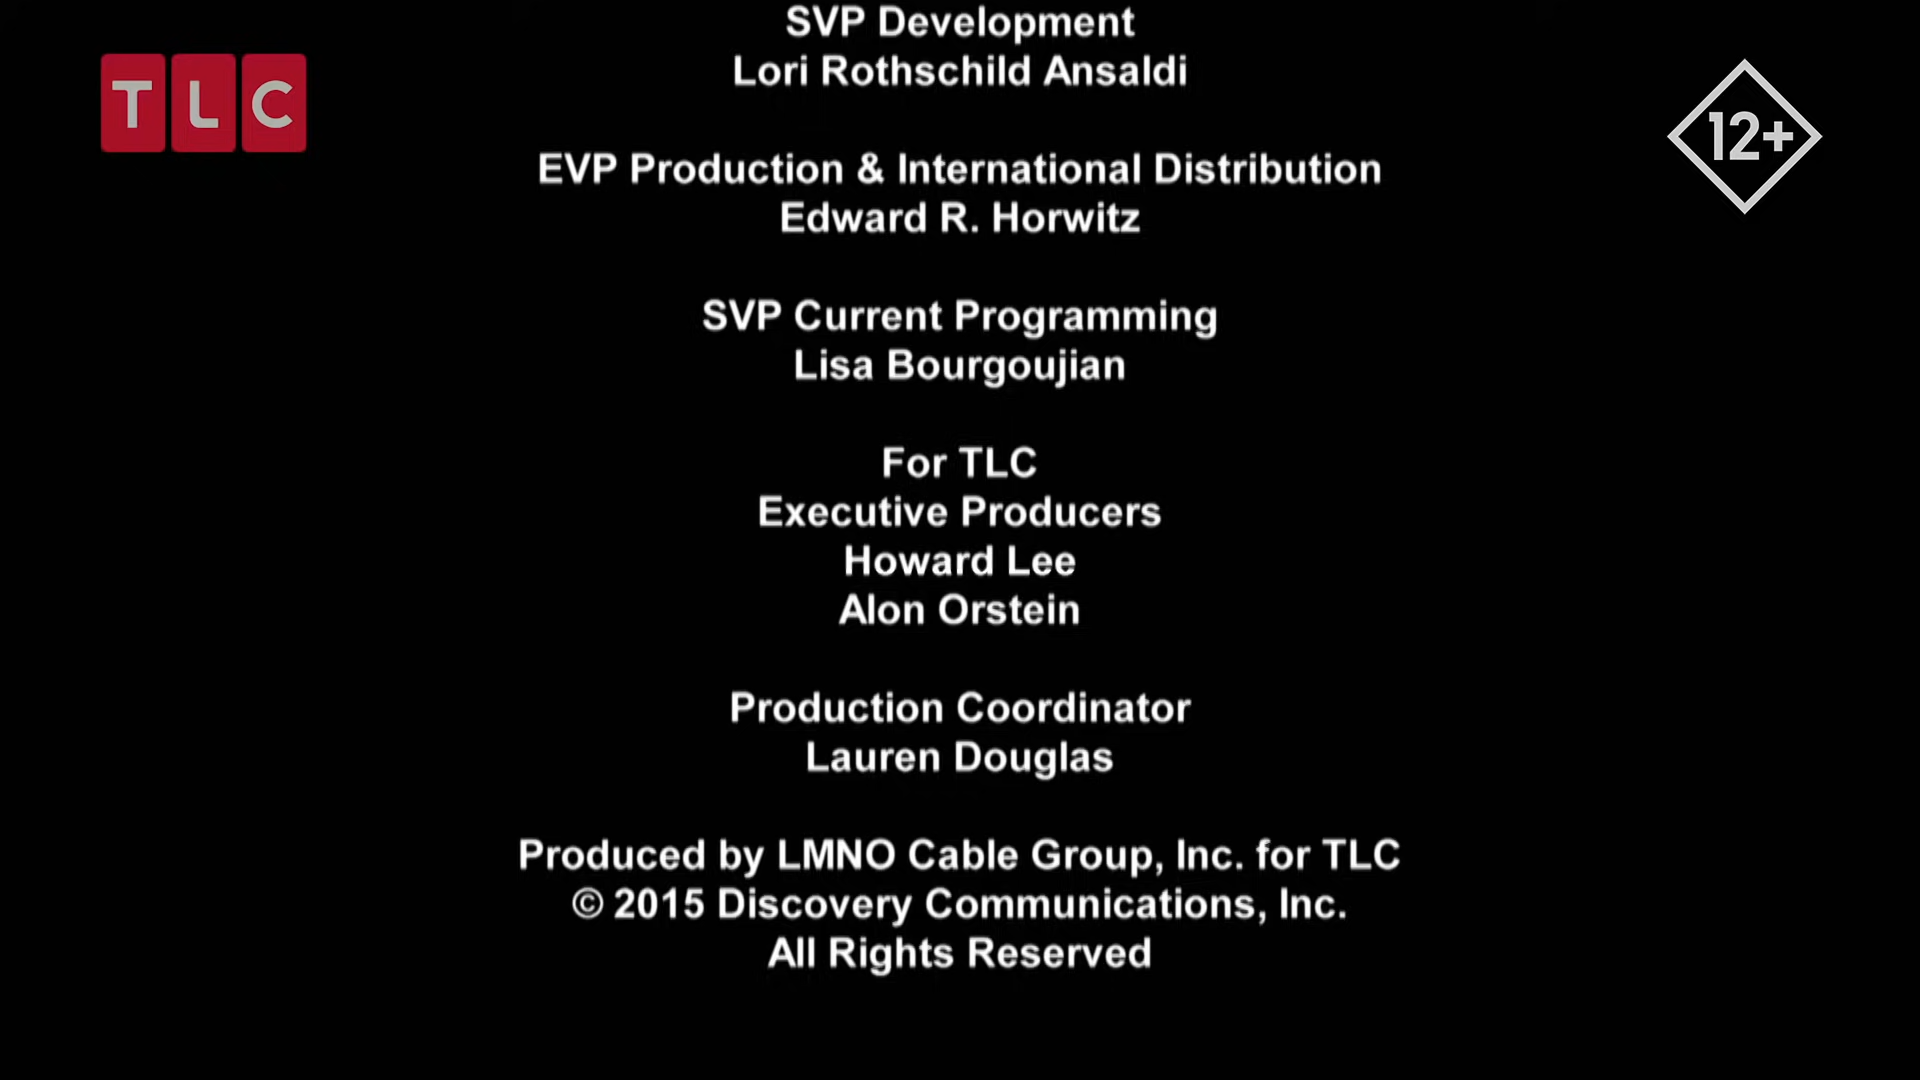 SVP Development
Lori Rothschild Ansaldi
TLC
12+
EVP Production & International Distribution
Edward R. Horwitz
SVP Current Programming
Lisa Bourgoujian
For TLC
Executive Producers
Howard Lee
Alon Orstein
Production Coordinator
Lauren Douglas
Produced by LMNO Cable Group, Inc. for TLC
© 2015 Discovery Communications, Inc.
All Rights Reserved